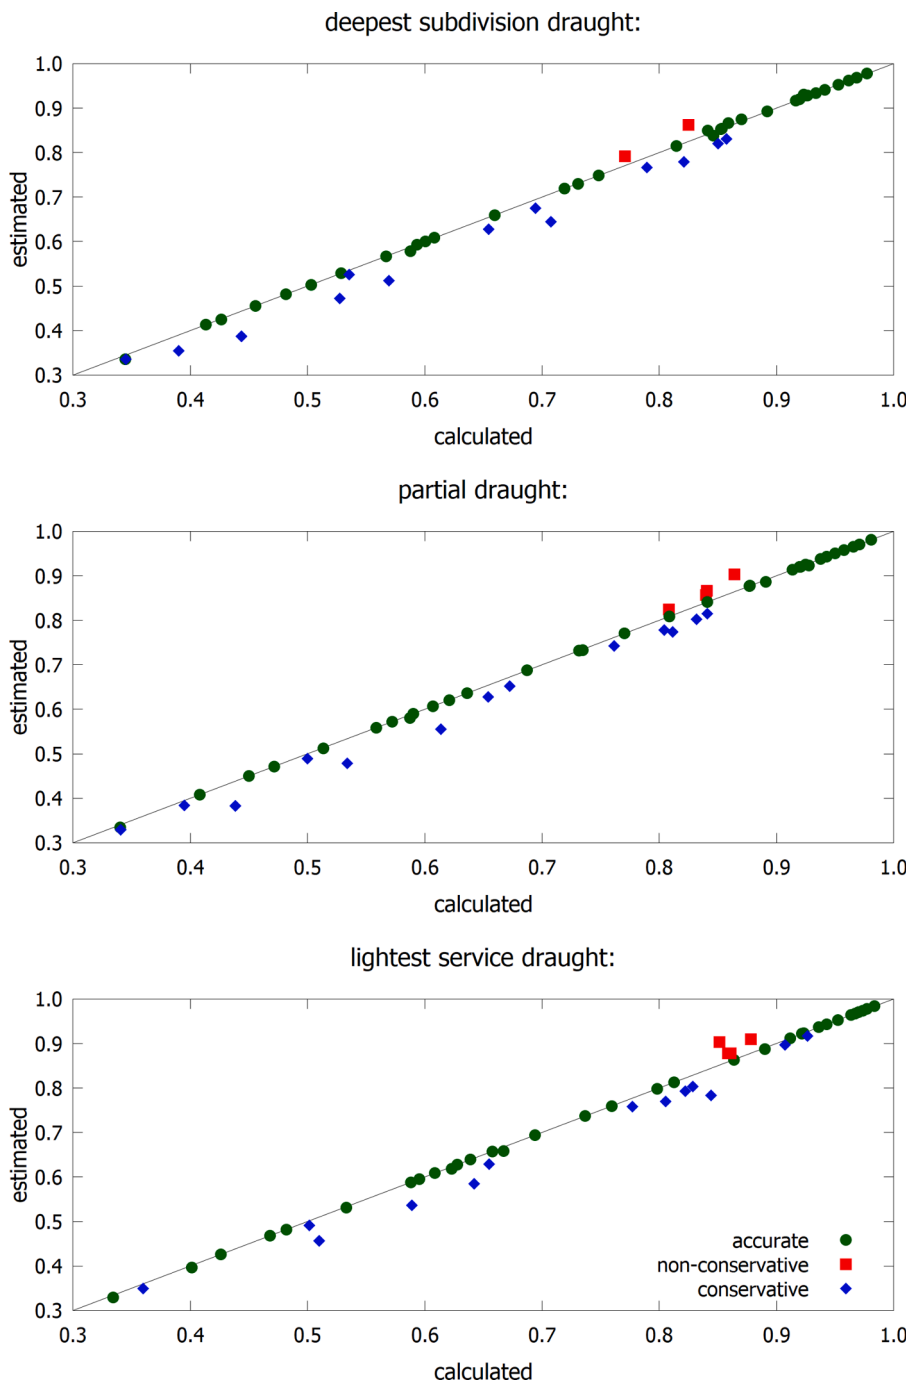 deepest subdivision draught:
1.0
0.9
0.8
0.7
0.6
0.5
0.4
0.3
estimated
0.3 0.4 0.5 0.6 0.7 0.8 0.9 1.0
calculated
partial draught:
1.0
0.9
0.8
0.7
0.6
0.5
0.4
0.3
estimated
0.3 0.4 0.5 0.6 0.7 0.8 0.9 1.0
calculated
lightest service draught:
1.0
0.9
0.8
0.7
0.6
0.5
0.4
0.3
estimated
accurate
non-conservative
conservative
0.3 0.4 0.5 0.6 0.7 0.8 0.9 1.0
calculated